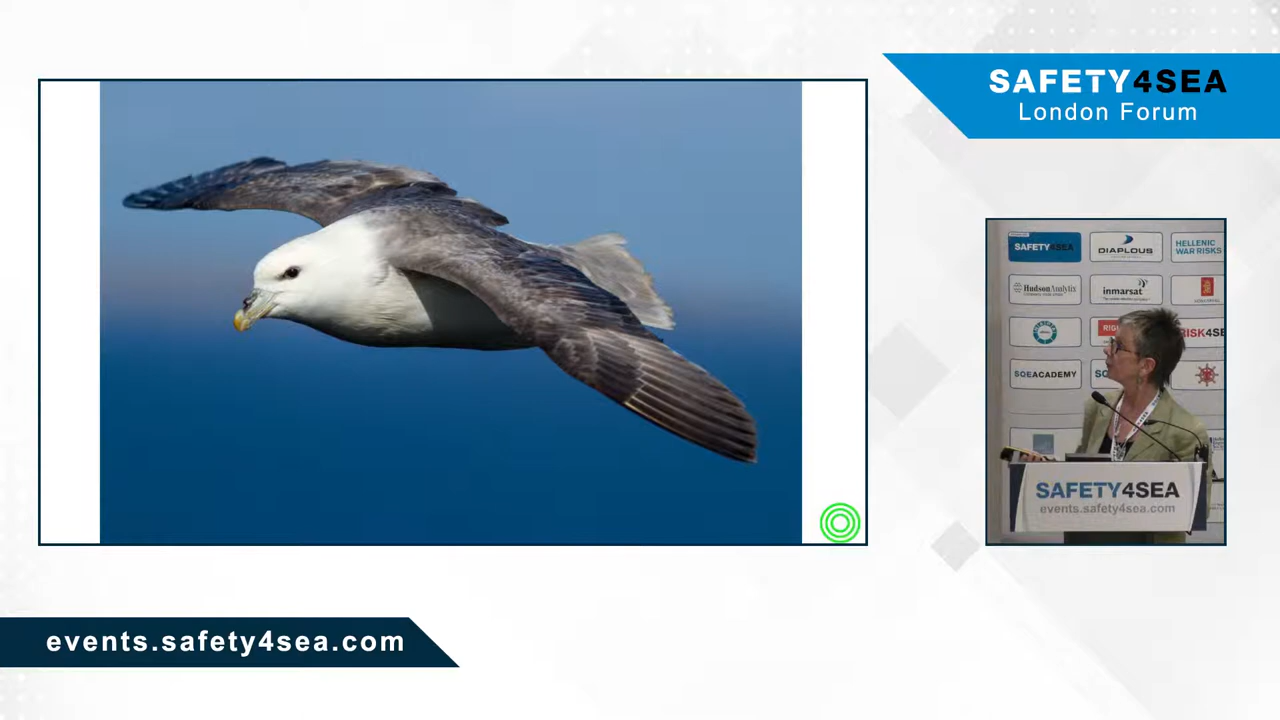 SAFETY4SEA
London Forum
SAFETY4SEA
DIAPLOUS
HELLENIC
WAR RISKS
HudsonAnalytix
inmarsat
RISK4SE
SQEACADEMY
SAFETY4SEA
events.safety4sea.com
events.safety4sea.com